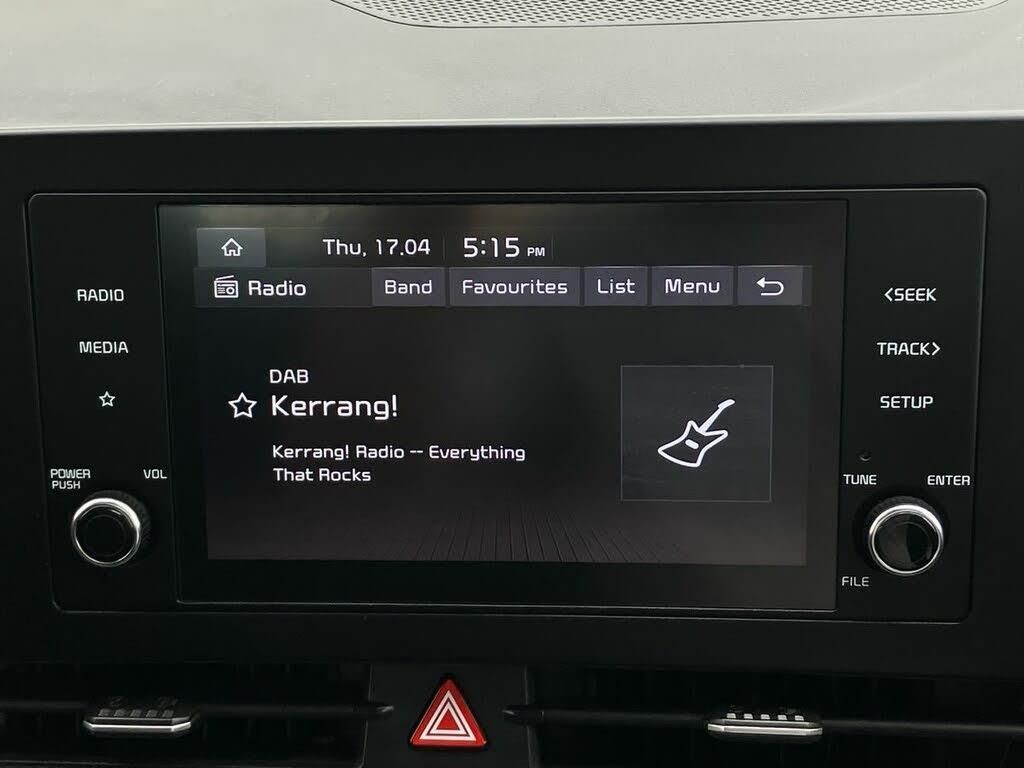 Thu, 17.04 5:15 PM
Radio Band Favourites List Menu
RADIO
MEDIA
POWER PUSH
VOL
DAB
Kerrang!
Kerrang! Radio -- Everything
That Rocks
<SEEK
TRACK>
SETUP
TUNE
ENTER
FILE